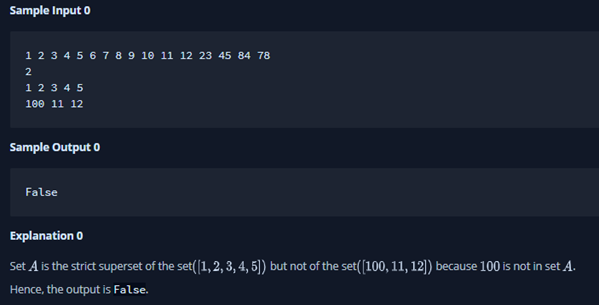 Sample Input 0
1 2 3 4 5 6 7 8 9 10 11 12 23 45 84 78
2
1 2 3 4 5
100 11 12
Sample Output 0
False
Explanation 0
Set A is the strict superset of the set([1, 2, 3, 4, 5]) but not of the set([100, 11, 12]) because 100 is not in set A.
Hence, the output is False.